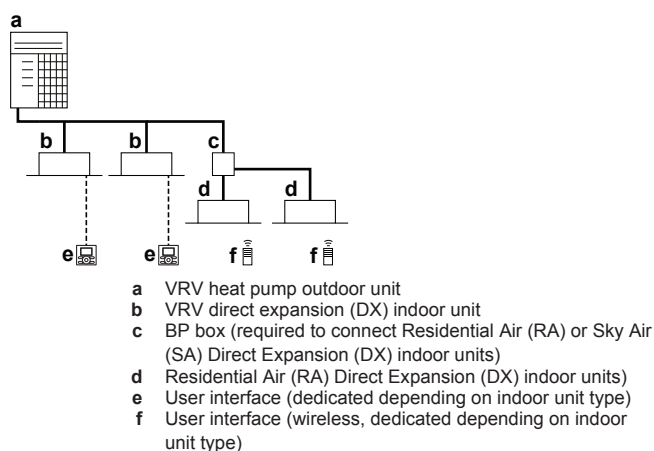 a
b b c
d d
e e f f
a VRV heat pump outdoor unit
b VRV direct expansion (DX) indoor unit
c BP box (required to connect Residential Air (RA) or Sky Air
(SA) Direct Expansion (DX) indoor units)
d Residential Air (RA) Direct Expansion (DX) indoor units)
e User interface (dedicated depending on indoor unit type)
f User interface (wireless, dedicated depending on indoor
unit type)